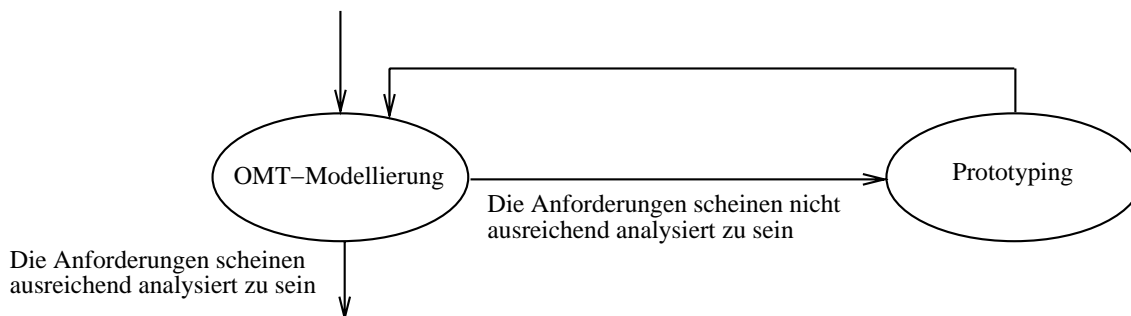 OMT–Modellierung
Prototyping
Die Anforderungen scheinen nicht
ausreichend analysiert zu sein
Die Anforderungen scheinen
ausreichend analysiert zu sein